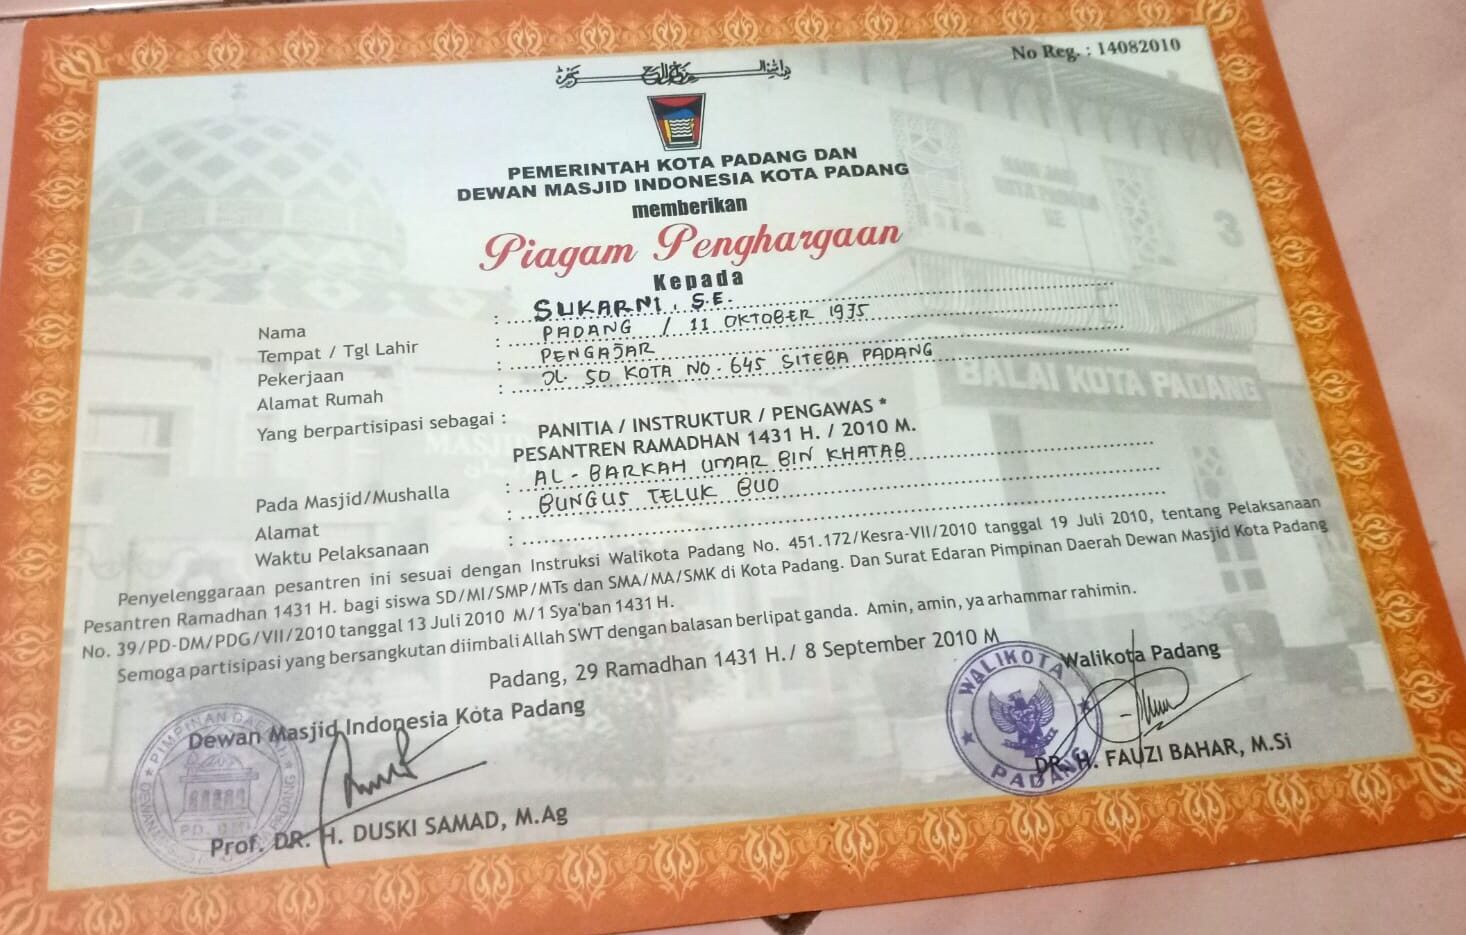 No Reg. : 14082010
PEMERINTAH KOTA PADANG DAN
DEWAN MASJID INDONESIA KOTA PADANG
memberikan
Piagam Penghargaan
Kepada
Nama : SUKARNI, S.E.
Tempat / Tgl Lahir : PADANG / 11 OKTOBER 1975
Pekerjaan : PENGAJAR
Alamat Rumah : JL. 50 KOTA NO. 645 SITEBA PADANG
Yang berpartisipasi sebagai : PANITIA / INSTRUKTUR / PENGAWAS *
PESANTREN RAMADHAN 1431 H. / 2010 M.
Pada Masjid/Mushalla : AL - BARKAH UMAR BIN KHATAB
Alamat : BUNGUS TELUK BUO
Waktu Pelaksanaan :
Penyelenggaraan pesantren ini sesuai dengan Instruksi Walikota Padang No. 451.172/Kesra-VII/2010 tanggal 19 Juli 2010, tentang Pelaksanaan
Pesantren Ramadhan 1431 H. bagi siswa SD/MI/SMP/MTs dan SMA/MA/SMK di Kota Padang. Dan Surat Edaran Pimpinan Daerah Dewan Masjid Kota Padang
No. 39/PD-DM/PDG/VII/2010 tanggal 13 Juli 2010 M/1 Sya'ban 1431 H.
Semoga partisipasi yang bersangkutan diimbali Allah SWT dengan balasan berlipat ganda. Amin, amin, ya arhammar rahimin.
Padang, 29 Ramadhan 1431 H./ 8 September 2010 M
Dewan Masjid Indonesia Kota Padang
Walikota Padang
WALIKOTA
PADANG
PIMPINAN DAERAH
DR. H. FAUZI BAHAR, M.Si
Prof. DR. H. DUSKI SAMAD, M.Ag
BALAI KOTA PADANG
3